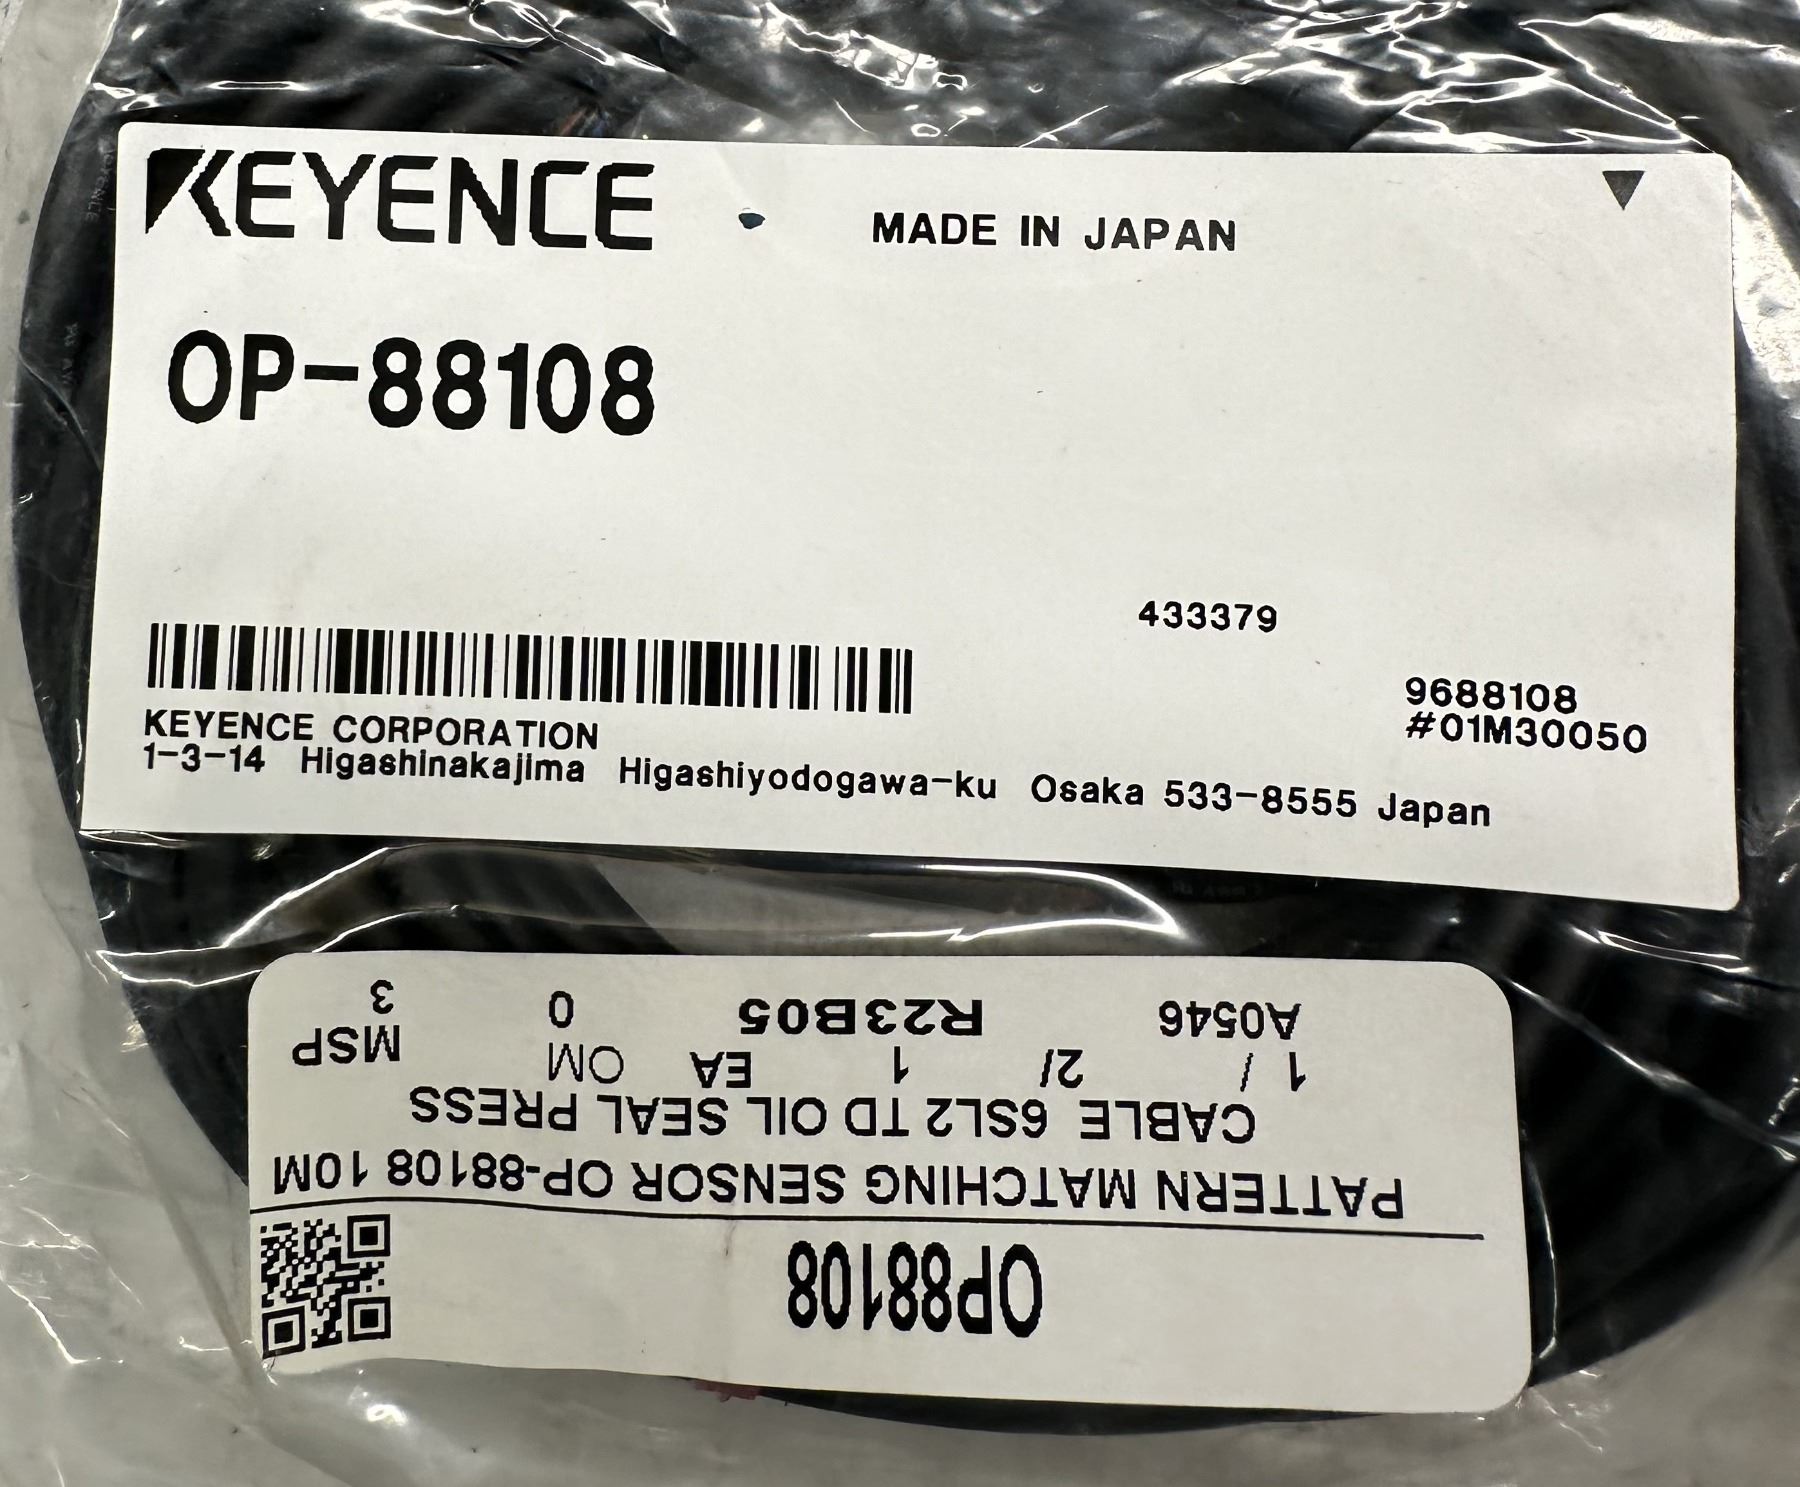 KEYENCE
MADE IN JAPAN
OP-88108
433379
9688108
#01M30050
KEYENCE CORPORATION
1-3-14 Higashinakajima Higashiyodogawa-ku Osaka 533-8555 Japan
OP88108
PATTERN MATCHING SENSOR OP-88108 10M
CABLE 6SL2 TD OIL SEAL PRESS
1 / 2/ 1 EA OM MSP
A0546 R23B05 0 3